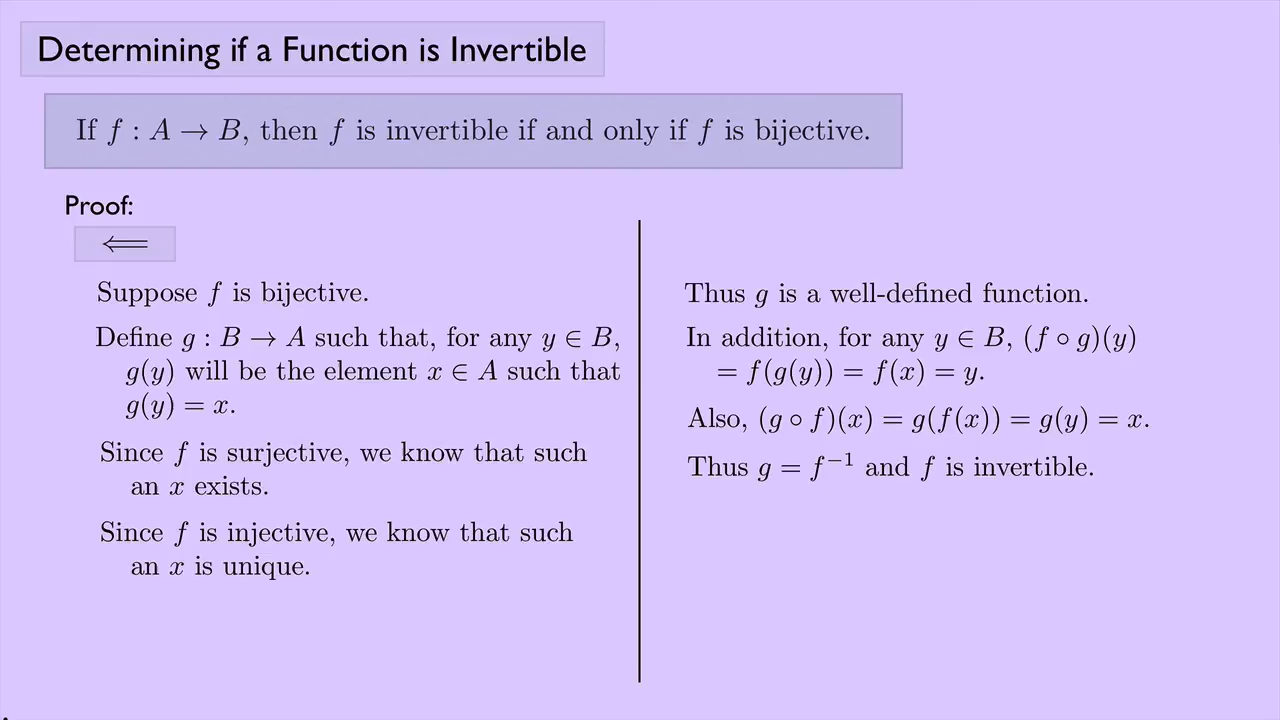 Determining if a Function is Invertible
If f : A → B, then f is invertible if and only if f is bijective.
Proof:
⟸
Suppose f is bijective.
Define g : B → A such that, for any y ∈ B,
g(y) will be the element x ∈ A such that
g(y) = x.
Since f is surjective, we know that such
an x exists.
Since f is injective, we know that such
an x is unique.
Thus g is a well-defined function.
In addition, for any y ∈ B, (f ∘ g)(y)
= f(g(y)) = f(x) = y.
Also, (g ∘ f)(x) = g(f(x)) = g(y) = x.
Thus g = f⁻¹ and f is invertible.